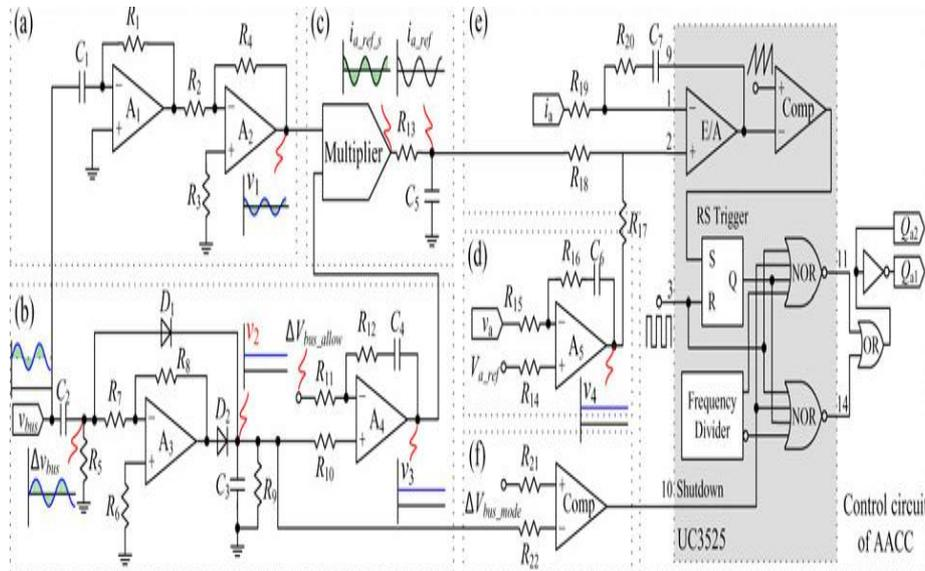 (a)
R1
C1
A1
R2
R4
A2
R3
v1
(c)
ia_ref_s
ia_ref
Multiplier
R13
C5
(e)
R20
C7
9
ia
R19
1
E/A
2
R18
R17
Comp
RS Trigger
S
Q
R
3
NOR
11
Qa2
Qa1
OR
Frequency
Divider
NOR
14
10
Shutdown
UC3525
Control circuit
of AACC
(b)
D1
vbus
C2
R7
R8
Δvbus
R5
R6
A3
D2
v2
C3
R9
ΔVbus_allow
R11
R12
C4
A4
R10
v3
(d)
R16
C6
va
R15
A5
Va_ref
R14
v4
(f)
R21
ΔVbus_mode
R22
Comp